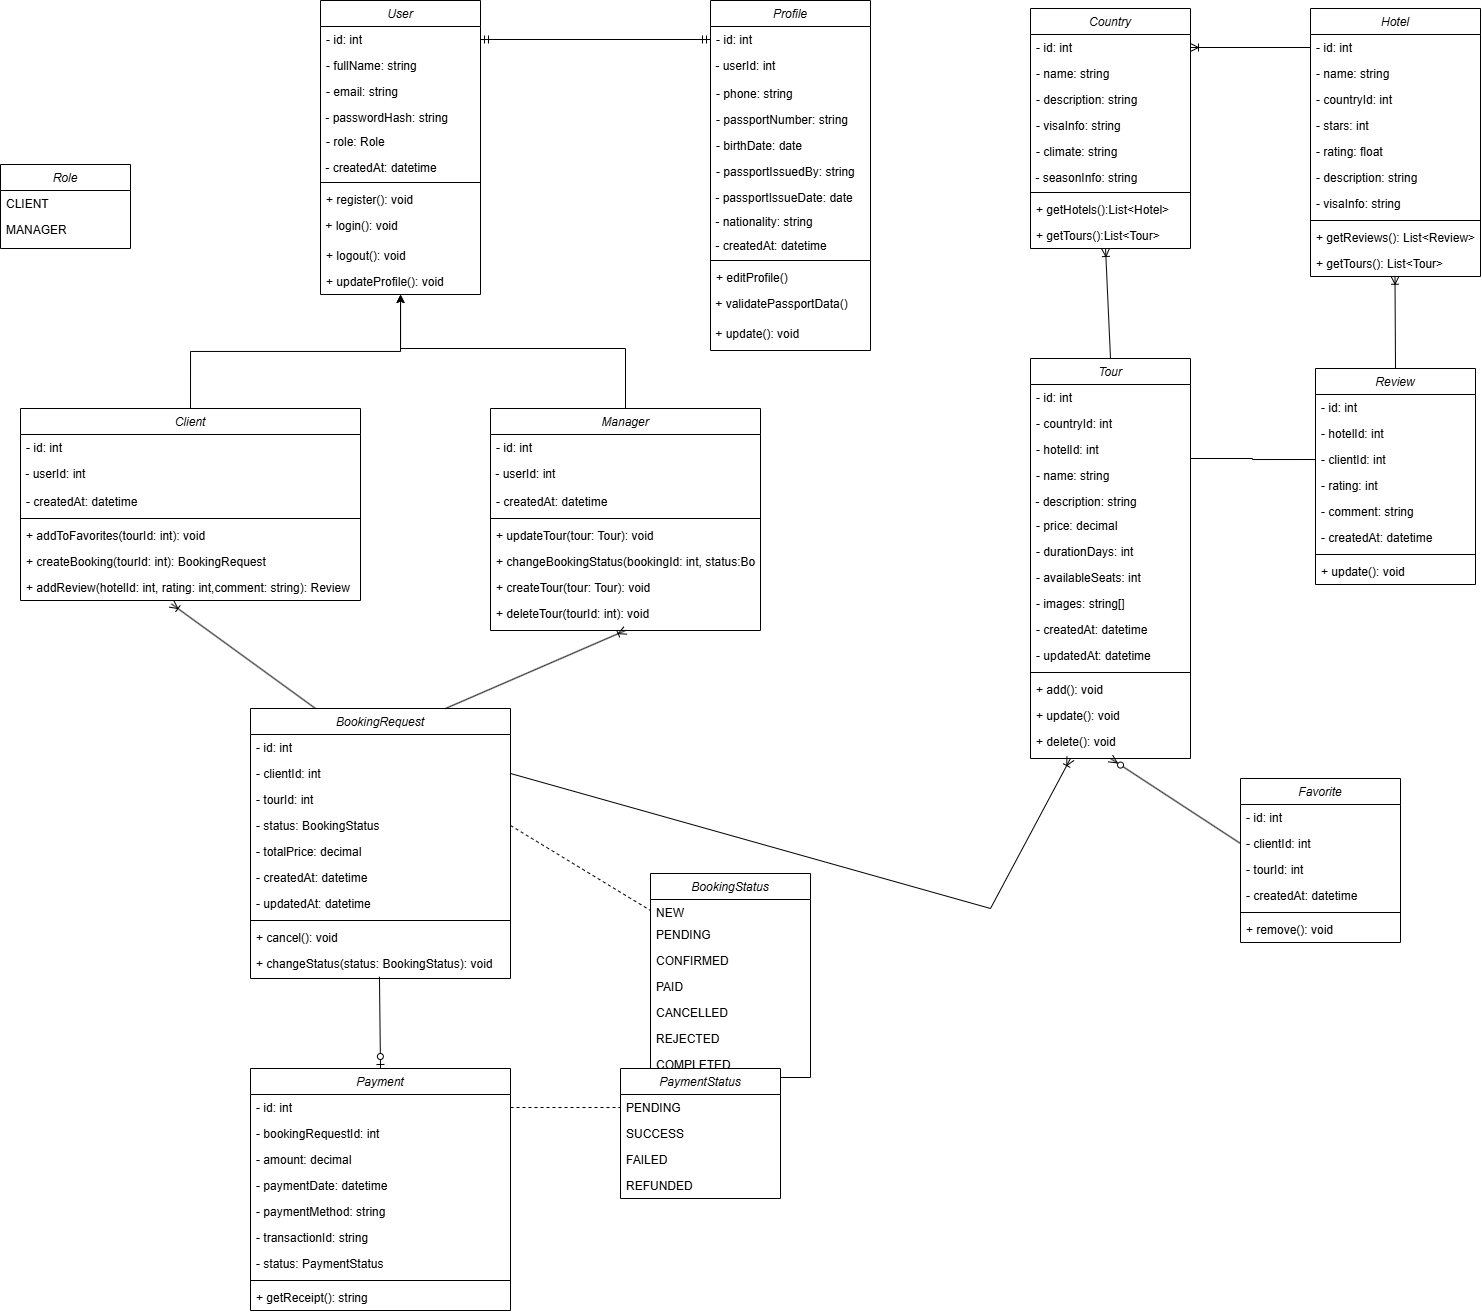 User
- id: int
- fullName: string
- email: string
- passwordHash: string
- role: Role
- createdAt: datetime
+ register(): void
+ login(): void
+ logout(): void
+ updateProfile(): void
Profile
- id: int
- userId: int
- phone: string
- passportNumber: string
- birthDate: date
- passportIssuedBy: string
- passportIssueDate: date
- nationality: string
- createdAt: datetime
+ editProfile()
+ validatePassportData()
+ update(): void
Country
- id: int
- name: string
- description: string
- visaInfo: string
- climate: string
- seasonInfo: string
+ getHotels():List<Hotel>
+ getTours():List<Tour>
Hotel
- id: int
- name: string
- countryId: int
- stars: int
- rating: float
- description: string
- visaInfo: string
+ getReviews(): List<Review>
+ getTours(): List<Tour>
Role
CLIENT
MANAGER
Client
- id: int
- userId: int
- createdAt: datetime
+ addToFavorites(tourId: int): void
+ createBooking(tourId: int): BookingRequest
+ addReview(hotelId: int, rating: int,comment: string): Review
Manager
- id: int
- userId: int
- createdAt: datetime
+ updateTour(tour: Tour): void
+ changeBookingStatus(bookingId: int, status:Bo
+ createTour(tour: Tour): void
+ deleteTour(tourId: int): void
Tour
- id: int
- countryId: int
- hotelId: int
- name: string
- description: string
- price: decimal
- durationDays: int
- availableSeats: int
- images: string[]
- createdAt: datetime
- updatedAt: datetime
+ add(): void
+ update(): void
+ delete(): void
Review
- id: int
- hotelId: int
- clientId: int
- rating: int
- comment: string
- createdAt: datetime
+ update(): void
BookingRequest
- id: int
- clientId: int
- tourId: int
- status: BookingStatus
- totalPrice: decimal
- createdAt: datetime
- updatedAt: datetime
+ cancel(): void
+ changeStatus(status: BookingStatus): void
Favorite
- id: int
- clientId: int
- tourId: int
- createdAt: datetime
+ remove(): void
BookingStatus
NEW
PENDING
CONFIRMED
PAID
CANCELLED
REJECTED
COMPLETED
Payment
- id: int
- bookingRequestId: int
- amount: decimal
- paymentDate: datetime
- paymentMethod: string
- transactionId: string
- status: PaymentStatus
+ getReceipt(): string
PaymentStatus
PENDING
SUCCESS
FAILED
REFUNDED